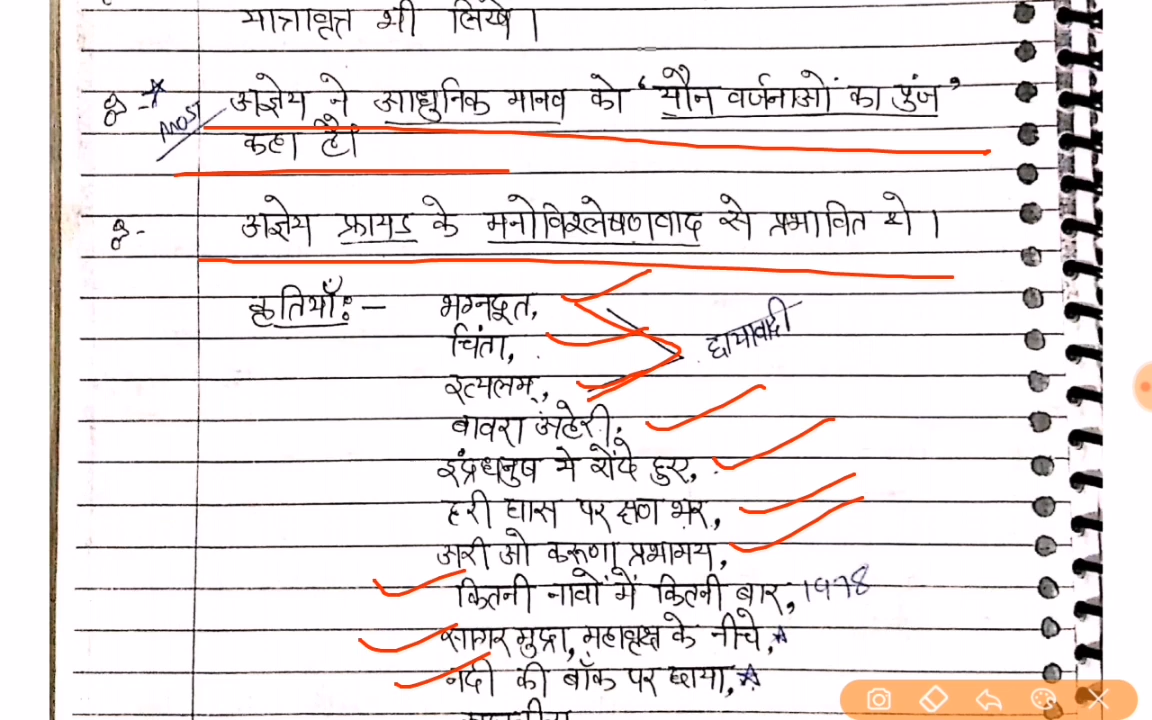 यात्रावृत्त भी लिखे।
MOST अज्ञेय ने आधुनिक मानव को 'यौन वर्जनाओं का पुंज'
कहा है।
अज्ञेय फ्रायड के मनोविश्लेषणवाद से प्रभावित थे।
कृतियाँ:- भग्नदूत,
चिंता, छायावादी
इत्यलम्,
बावरा अहेरी,
इंद्रधनुष ये रौंदे हुए,
हरी घास पर क्षण भर,
अरी ओ करूणा प्रभामय,
कितनी नावों में कितनी बार, 1978
सागर मुद्रा, महावृक्ष के नीचे,
नदी की बाँक पर छाया,